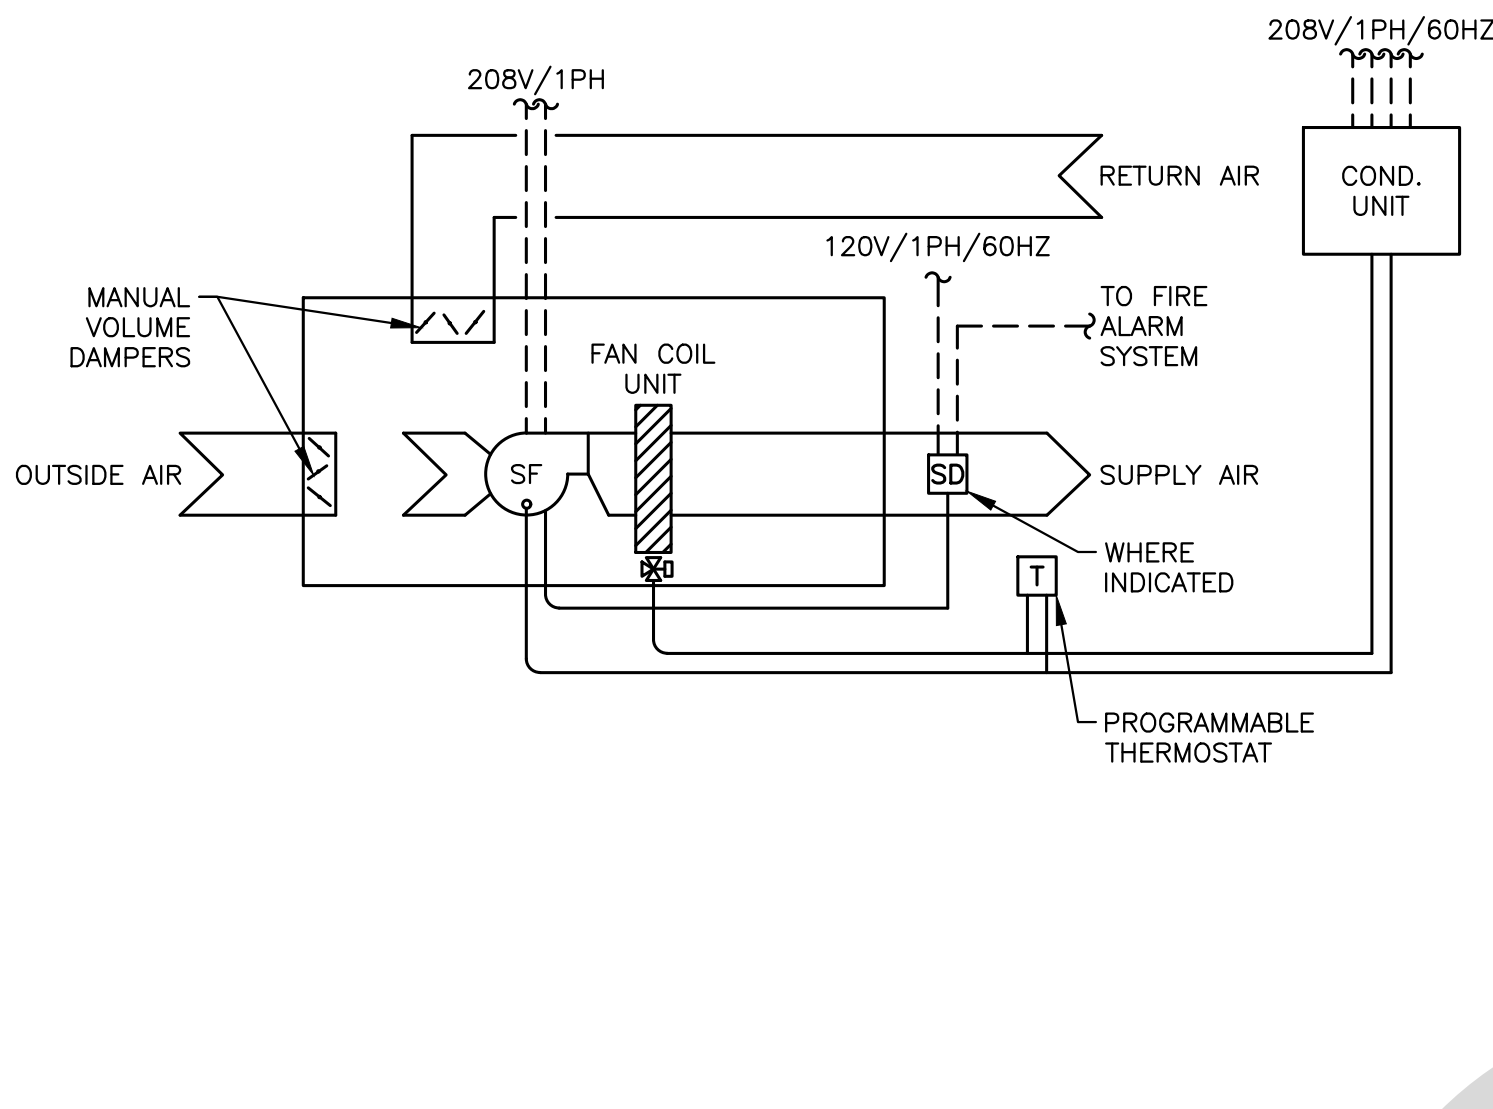 208V/1PH/60HZ
208V/1PH
COND.
UNIT
RETURN AIR
120V/1PH/60HZ
MANUAL
VOLUME
DAMPERS
TO FIRE
ALARM
SYSTEM
FAN COIL
UNIT
OUTSIDE AIR
SF
SD
SUPPLY AIR
WHERE
INDICATED
T
PROGRAMMABLE
THERMOSTAT